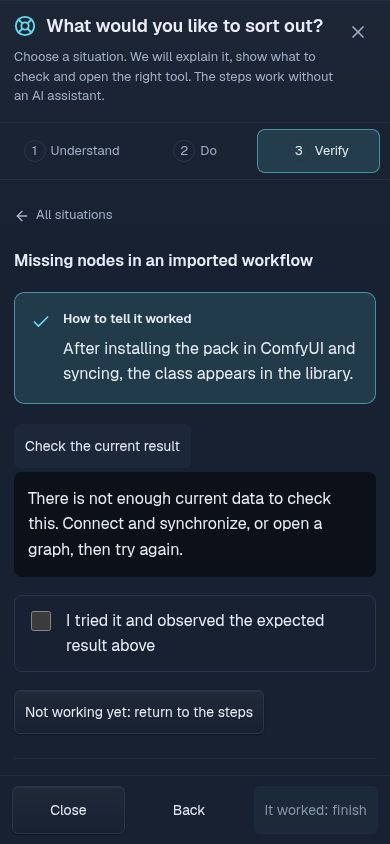 What would you like to sort out?
Choose a situation. We will explain it, show what to
check and open the right tool. The steps work without
an AI assistant.
1 Understand
2 Do
3 Verify
All situations
Missing nodes in an imported workflow
How to tell it worked
After installing the pack in ComfyUI and
syncing, the class appears in the library.
Check the current result
There is not enough current data to check
this. Connect and synchronize, or open a
graph, then try again.
I tried it and observed the expected
result above
Not working yet: return to the steps
Close
Back
It worked: finish